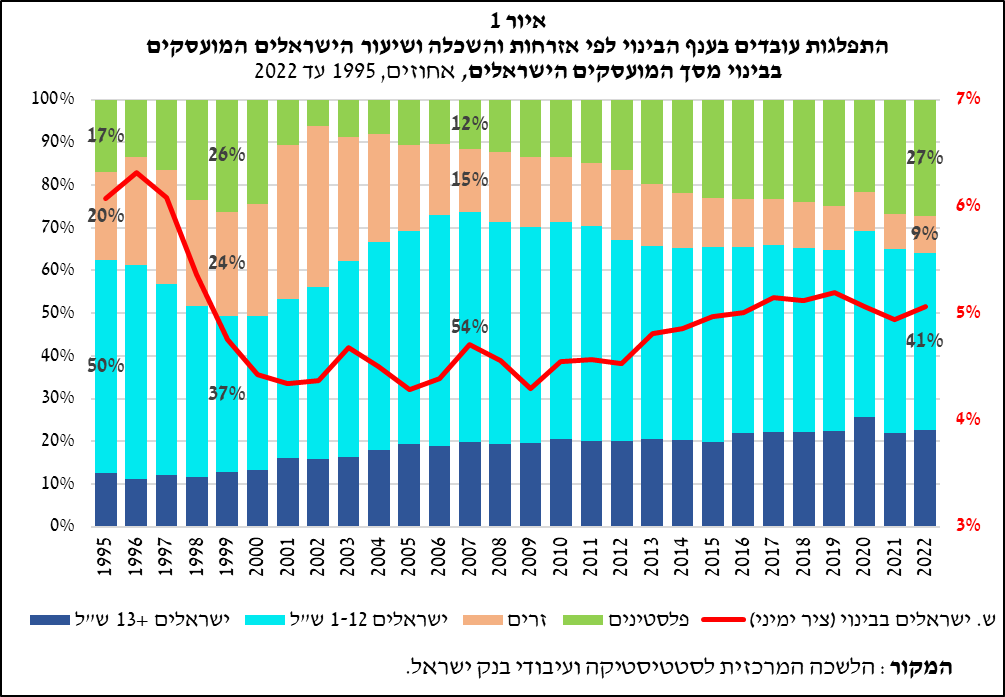 איור 1
התפלגות עובדים בענף הבינוי לפי אזרחות והשכלה ושיעור הישראלים המועסקים
בבינוי מסך המועסקים הישראלים, אחוזים, 1995 עד 2022
100% 7%
90%
80% 6%
70%
60%
50% 5%
40%
30% 4%
20%
10%
0% 3%
17% 26% 12% 27%
20% 24% 15% 9%
50% 37% 54% 41%
1995 1996 1997 1998 1999 2000 2001 2002 2003 2004 2005 2006 2007 2008 2009 2010 2011 2012 2013 2014 2015 2016 2017 2018 2019 2020 2021 2022
ישראלים +13 ש״ל ישראלים 1-12 ש״ל זרים פלסטינים ש. ישראלים בבינוי (ציר ימיני)
המקור: הלשכה המרכזית לסטטיסטיקה ועיבודי בנק ישראל.